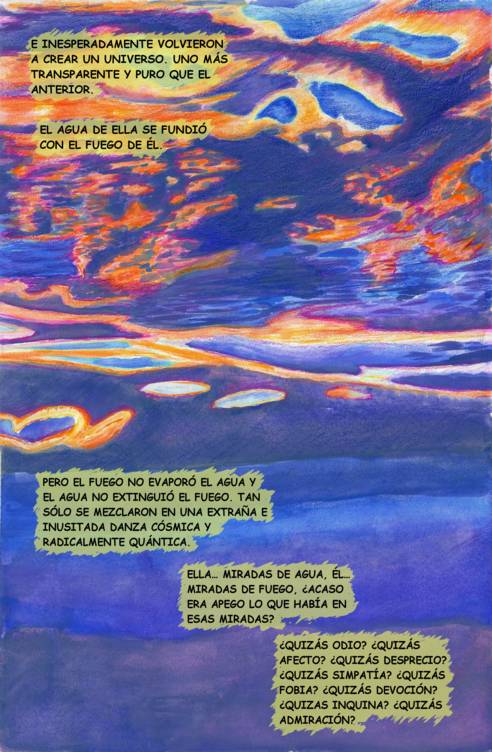 E INESPERADAMENTE VOLVIERON
A CREAR UN UNIVERSO. UNO MÁS
TRANSPARENTE Y PURO QUE EL
ANTERIOR.
EL AGUA DE ELLA SE FUNDIÓ
CON EL FUEGO DE ÉL.
PERO EL FUEGO NO EVAPORÓ EL AGUA Y
EL AGUA NO EXTINGUIÓ EL FUEGO. TAN
SÓLO SE MEZCLARON EN UNA EXTRAÑA E
INUSITADA DANZA CÓSMICA Y
RADICALMENTE QUÁNTICA.
ELLA... MIRADAS DE AGUA, ÉL...
MIRADAS DE FUEGO, ¿ACASO
ERA APEGO LO QUE HABÍA EN
ESAS MIRADAS?
¿QUIZÁS ODIO? ¿QUIZÁS
AFECTO? ¿QUIZÁS DESPRECIO?
¿QUIZÁS SIMPATÍA? ¿QUIZÁS
FOBIA? ¿QUIZÁS DEVOCIÓN?
¿QUIZAS INQUINA? ¿QUIZÁS
ADMIRACIÓN?